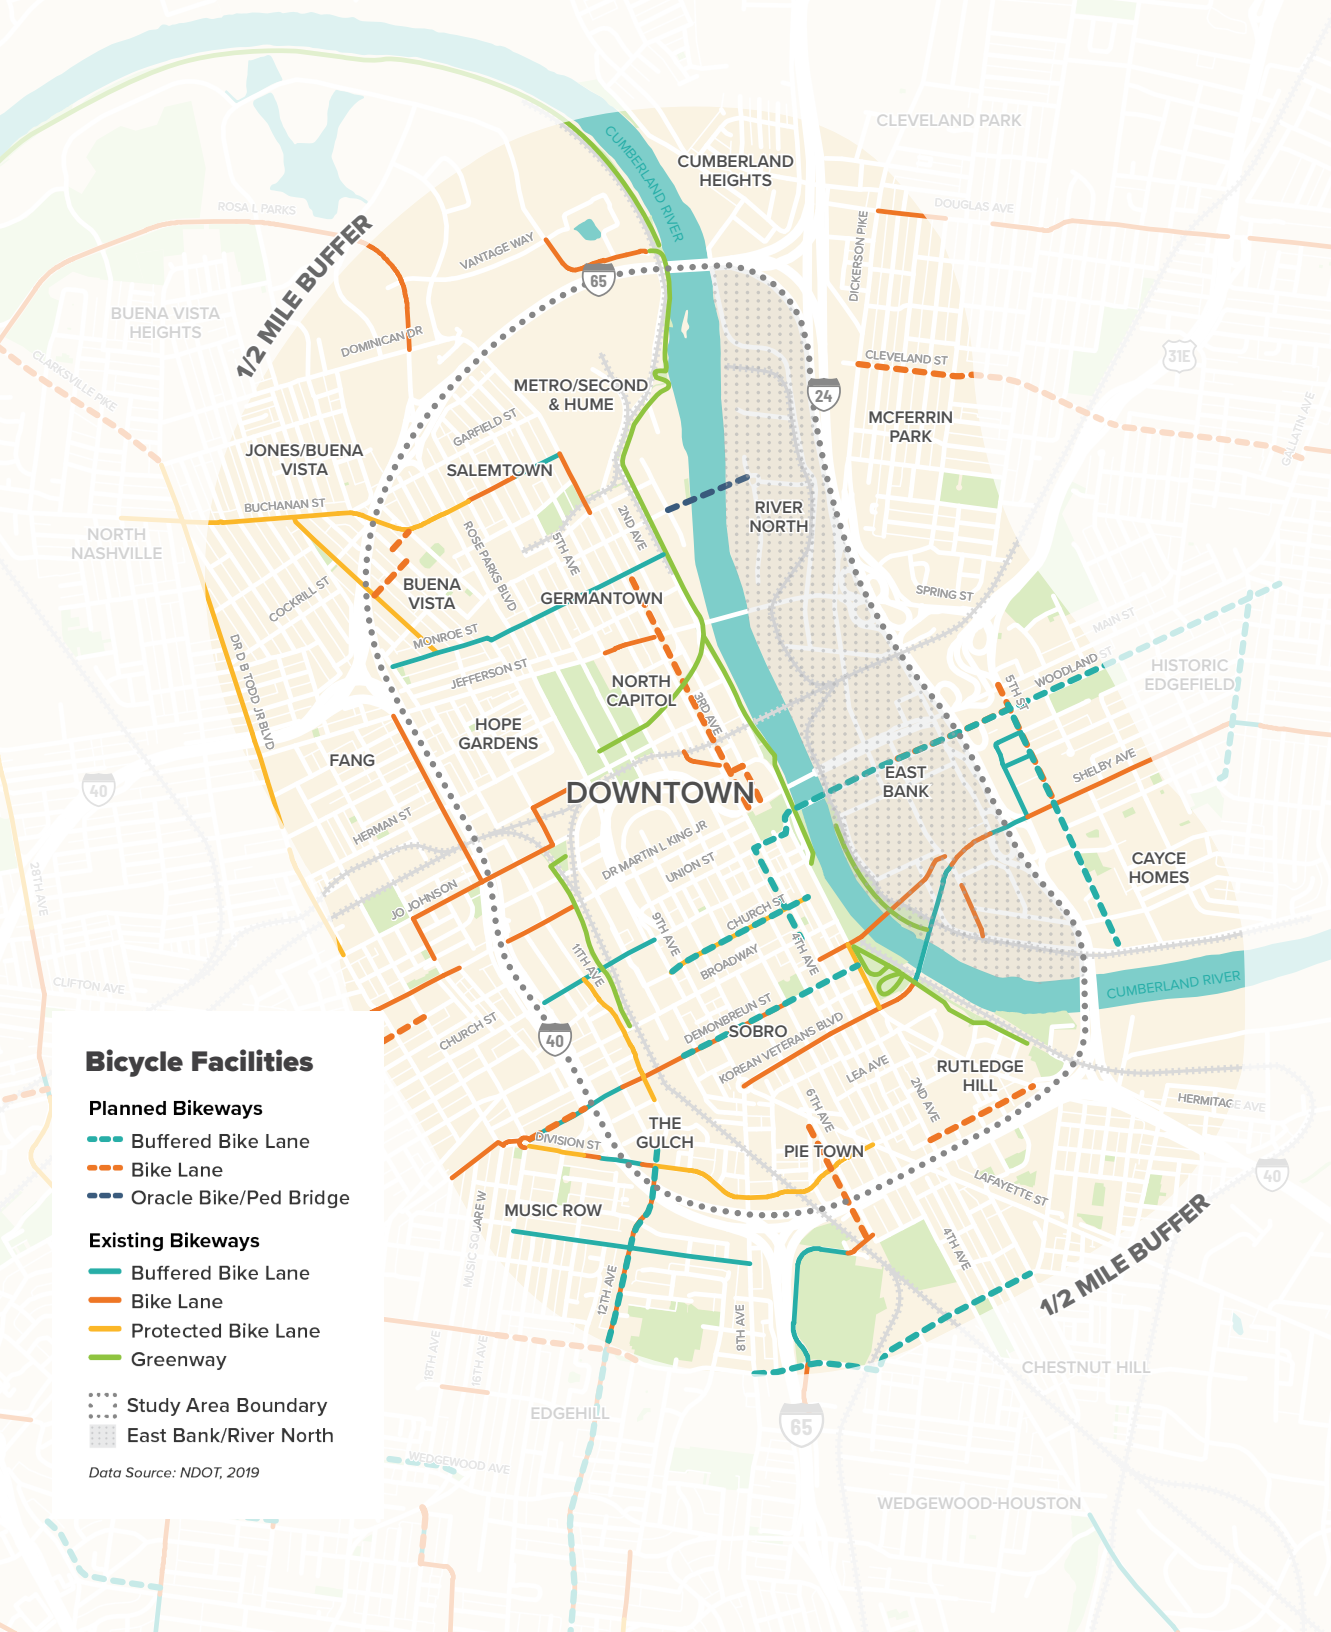 CLEVELAND PARK
CUMBERLAND RIVER
CUMBERLAND
HEIGHTS
ROSA L PARKS
DOUGLAS AVE
DICKERSON PIKE
VANTAGE WAY
1/2 MILE BUFFER
65
BUENA VISTA
HEIGHTS
DOMINICAN DR
CLARKSVILLE PIKE
CLEVELAND ST
31E
24
METRO/SECOND
& HUME
GARFIELD ST
MCFERRIN
PARK
GALLATIN AVE
JONES/BUENA
VISTA
SALEMTOWN
BUCHANAN ST
RIVER
NORTH
NORTH
NASHVILLE
2ND AVE
ROSE PARKS BLVD
5TH AVE
BUENA
VISTA
COCKRILL ST
GERMANTOWN
SPRING ST
MAIN ST
MONROE ST
DR D B TODD JR BLVD
JEFFERSON ST
WOODLAND ST
HISTORIC
EDGEFIELD
NORTH
CAPITOL
5TH ST
3RD AVE
HOPE
GARDENS
FANG
40
EAST
BANK
SHELBY AVE
DOWNTOWN
HERMAN ST
DR MARTIN L KING JR
UNION ST
CAYCE
HOMES
28TH AVE
JO JOHNSON
CHURCH ST
9TH AVE
BROADWAY
4TH AVE
11TH AVE
CLIFTON AVE
CUMBERLAND RIVER
CHURCH ST
40
DEMONBREUN ST
SOBRO
KOREAN VETERANS BLVD
LEA AVE
RUTLEDGE
HILL
2ND AVE
6TH AVE
HERMITAGE AVE
THE
GULCH
DIVISION ST
PIE TOWN
40
LAFAYETTE ST
MUSIC ROW
MUSIC SQUARE W
4TH AVE
1/2 MILE BUFFER
12TH AVE
8TH AVE
18TH AVE
16TH AVE
CHESTNUT HILL
EDGEHILL
65
WEDGEWOOD AVE
WEDGEWOOD-HOUSTON
Bicycle Facilities
Planned Bikeways
Buffered Bike Lane
Bike Lane
Oracle Bike/Ped Bridge
Existing Bikeways
Buffered Bike Lane
Bike Lane
Protected Bike Lane
Greenway
Study Area Boundary
East Bank/River North
Data Source: NDOT, 2019